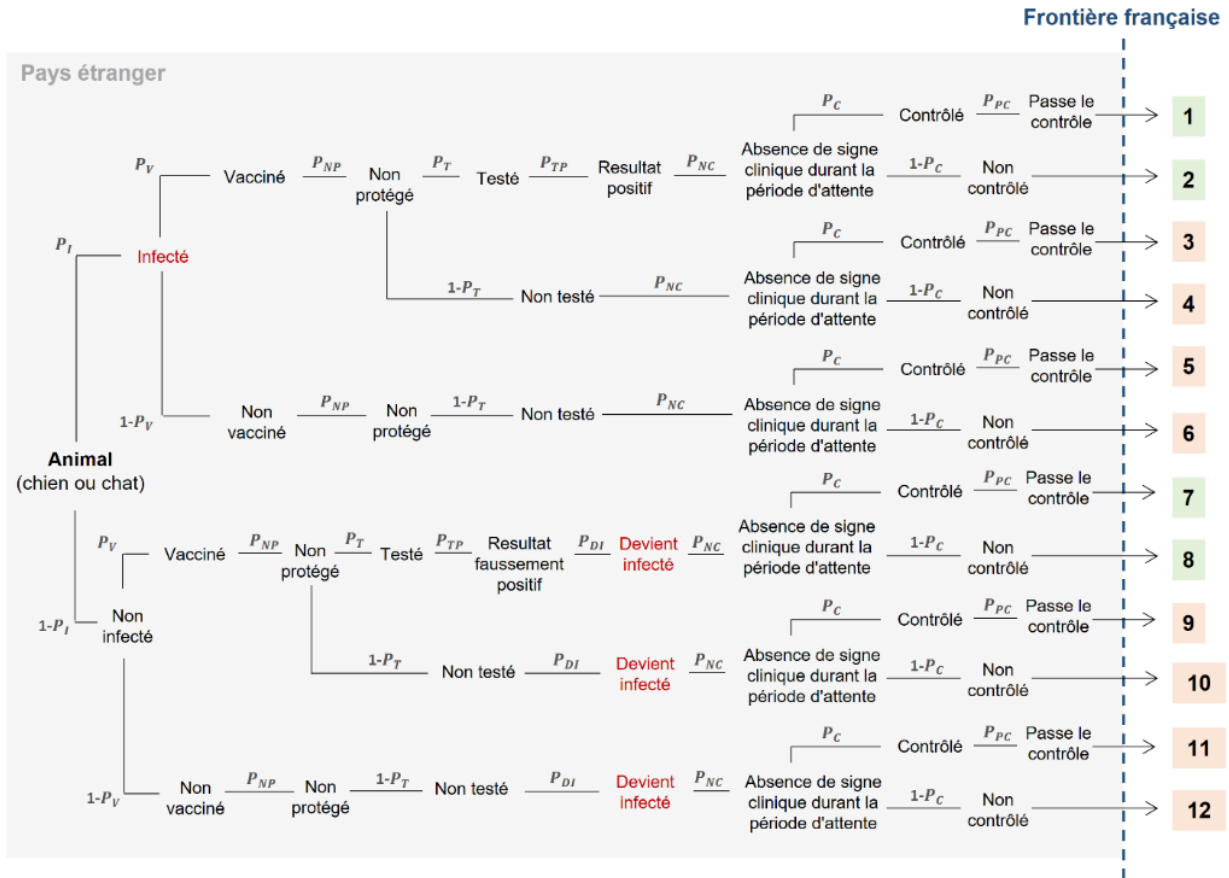 Frontière française
Pays étranger
P_C Contrôlé P_PC Passe le
contrôle 1
P_V Vacciné P_NP Non
protégé P_T Testé P_TP Resultat
positif P_NC Absence de signe
clinique durant la
période d'attente 1-P_C Non
contrôlé 2
P_C Contrôlé P_PC Passe le
contrôle 3
P_I Infecté
1-P_T Non testé P_NC Absence de signe
clinique durant la
période d'attente 1-P_C Non
contrôlé 4
P_C Contrôlé P_PC Passe le
contrôle 5
1-P_V Non
vacciné P_NP Non
protégé 1-P_T Non testé P_NC Absence de signe
clinique durant la
période d'attente 1-P_C Non
contrôlé 6
Animal
(chien ou chat)
P_C Contrôlé P_PC Passe le
contrôle 7
P_V Vacciné P_NP Non
protégé P_T Testé P_TP Resultat
faussement
positif P_DI Devient
infecté P_NC Absence de signe
clinique durant la
période d'attente 1-P_C Non
contrôlé 8
1-P_I Non
infecté
P_C Contrôlé P_PC Passe le
contrôle 9
1-P_T Non testé P_DI Devient
infecté P_NC Absence de signe
clinique durant la
période d'attente 1-P_C Non
contrôlé 10
P_C Contrôlé P_PC Passe le
contrôle 11
1-P_V Non
vacciné P_NP Non
protégé 1-P_T Non testé P_DI Devient
infecté P_NC Absence de signe
clinique durant la
période d'attente 1-P_C Non
contrôlé 12